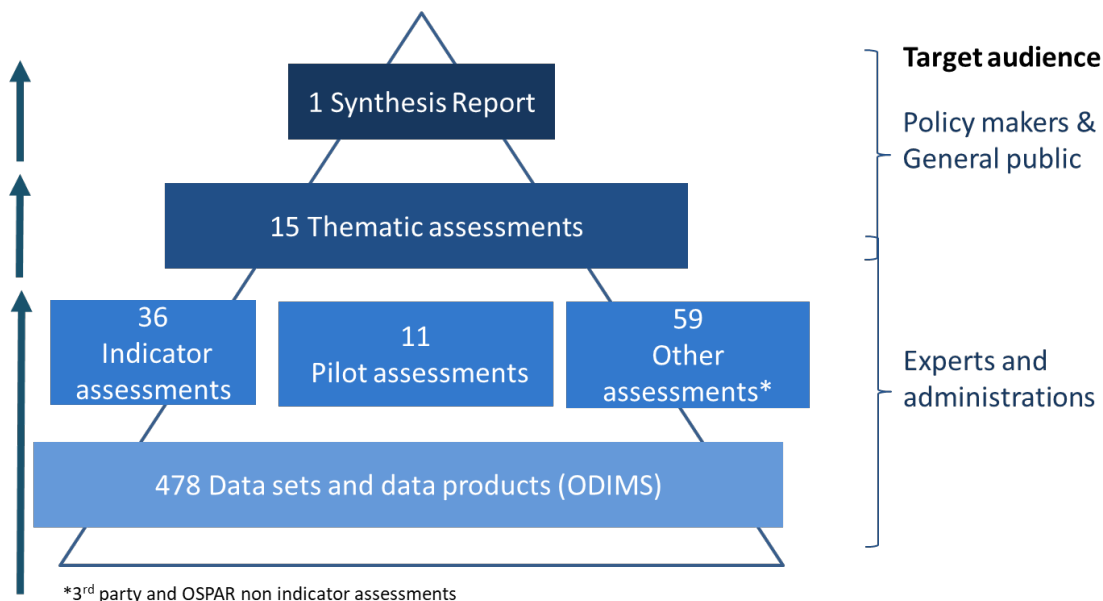 1 Synthesis Report
Target audience
Policy makers &
General public
15 Thematic assessments
36
Indicator
assessments
11
Pilot assessments
59
Other
assessments*
Experts and
administrations
478 Data sets and data products (ODIMS)
*3rd party and OSPAR non indicator assessments